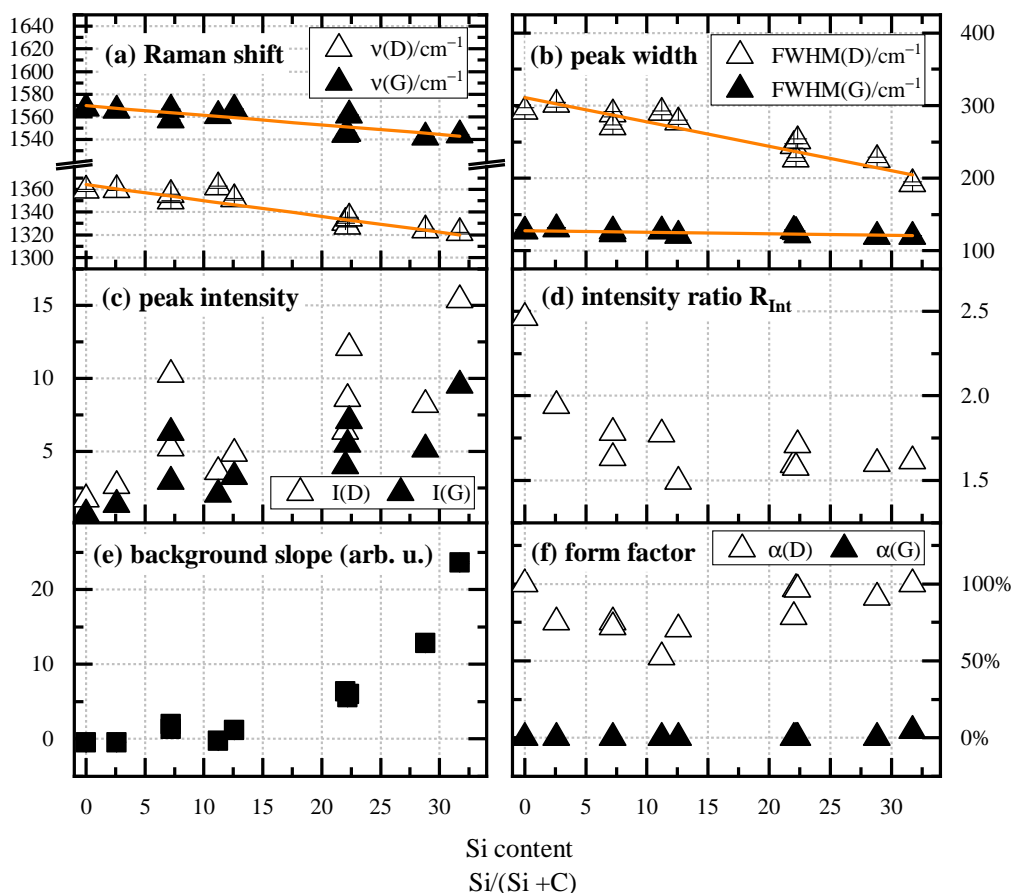 (a) Raman shift
ν(D)/cm⁻¹
ν(G)/cm⁻¹
1640
1620
1600
1580
1560
1540
1360
1340
1320
1300
(b) peak width
FWHM(D)/cm⁻¹
FWHM(G)/cm⁻¹
400
300
200
100
(c) peak intensity
15
10
5
I(D) I(G)
(d) intensity ratio R_Int
2.5
2.0
1.5
(e) background slope (arb. u.)
20
10
0
0 5 10 15 20 25 30
(f) form factor
α(D) α(G)
100%
50%
0%
0 5 10 15 20 25 30
Si content
Si/(Si +C)